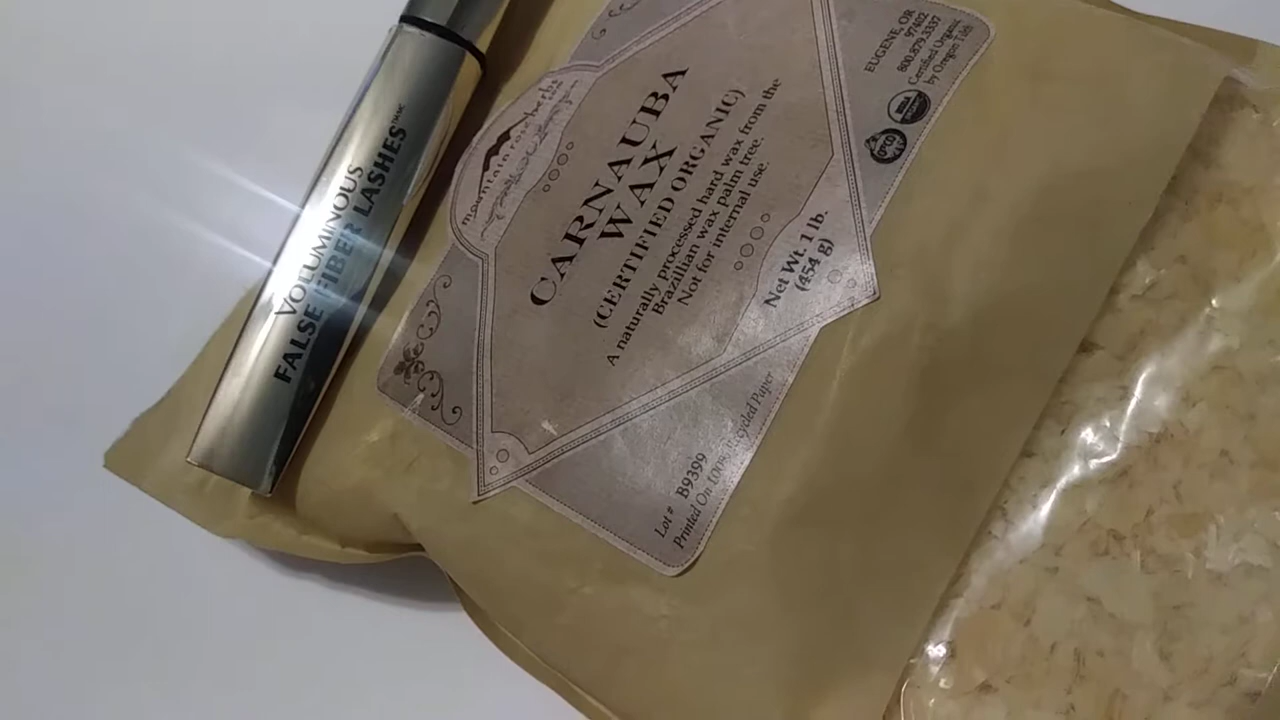 VOLUMINOUS
FALSE FIBER LASHES
mountain rose herbs
CARNAUBA
WAX
(CERTIFIED ORGANIC)
A naturally processed hard wax from the
Brazillian wax palm tree.
Not for internal use.
Net Wt. 1 lb.
(454 g)
EUGENE, OR
97402
800.879.3337
Certified Organic
by Oregon Tilth
USDA
Lot # B9399
Printed On 100% Recycled Paper